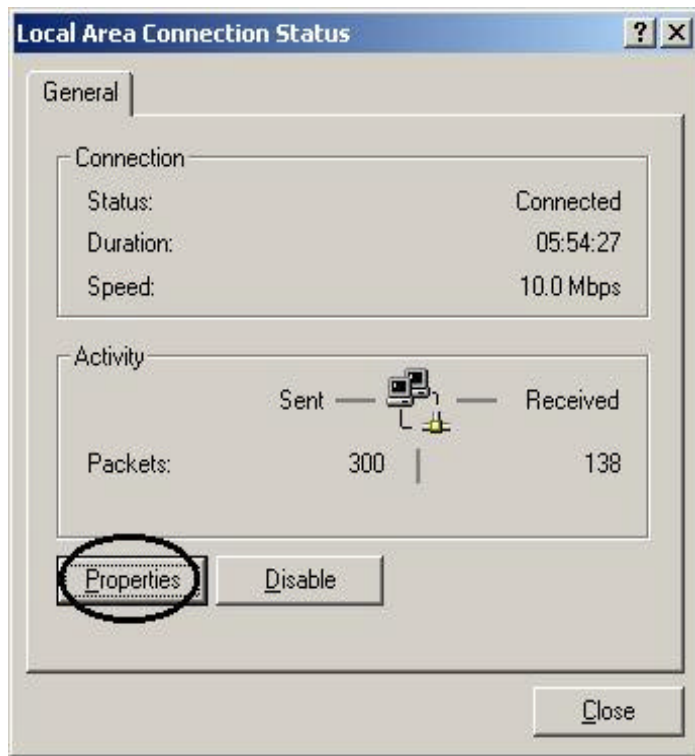 Local Area Connection Status ? X
General
Connection
Status: Connected
Duration: 05:54:27
Speed: 10.0 Mbps
Activity
Sent Received
Packets: 300 138
Properties Disable
Close